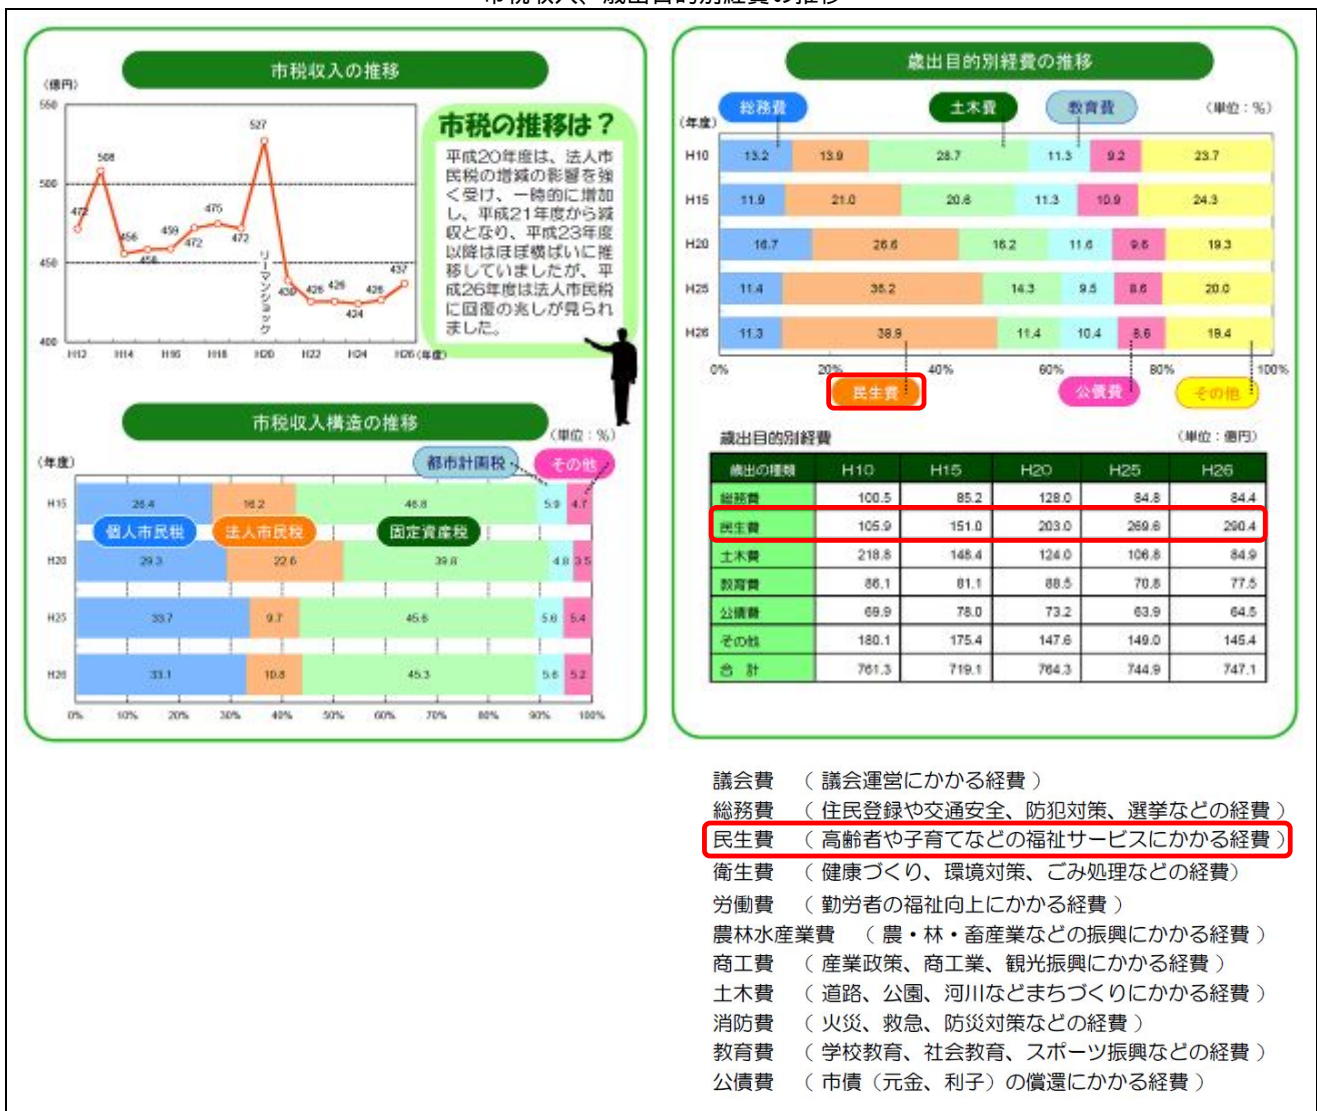 市税収入、歳出目的別経費の推移
市税収入の推移
(億円)
550
500
450
400
472
508
456
458
459
472
475
472
527
439
426
426
424
426
437
リーマンショック
H12 H14 H16 H18 H20 H22 H24 H26 (年度)
市税の推移は?
平成20年度は、法人市
民税の増減の影響を強
く受け、一時的に増加
し、平成21年度から減
収となり、平成23年度
以降はほぼ横ばいに推
移していましたが、平
成26年度は法人市民税
に回復の兆しが見られ
ました。
市税収入構造の推移
(単位:%)
(年度)
都市計画税 その他
H15 26.4 16.2 46.8 5.9 4.7
個人市民税 法人市民税 固定資産税
H20 29.3 22.6 39.8 4.8 3.5
H25 33.7 9.7 45.6 5.6 5.4
H26 33.1 10.8 45.3 5.6 5.2
0% 10% 20% 30% 40% 50% 60% 70% 80% 90% 100%
歳出目的別経費の推移
総務費 土木費 教育費 (単位:%)
(年度)
H10 13.2 13.9 28.7 11.3 9.2 23.7
H15 11.9 21.0 20.6 11.3 10.9 24.3
H20 16.7 26.6 16.2 11.6 9.6 19.3
H25 11.4 36.2 14.3 9.5 8.6 20.0
H26 11.3 38.9 11.4 10.4 8.6 19.4
0% 20% 40% 60% 80% 100%
民生費 公債費 その他
歳出目的別経費 (単位:億円)
歳出の種類 H10 H15 H20 H25 H26
総務費 100.5 85.2 128.0 84.8 84.4
民生費 105.9 151.0 203.0 269.6 290.4
土木費 218.8 148.4 124.0 106.8 84.9
教育費 86.1 81.1 88.5 70.8 77.5
公債費 69.9 78.0 73.2 63.9 64.5
その他 180.1 175.4 147.6 149.0 145.4
合 計 761.3 719.1 764.3 744.9 747.1
議会費 ( 議会運営にかかる経費 )
総務費 ( 住民登録や交通安全、防犯対策、選挙などの経費 )
民生費 ( 高齢者や子育てなどの福祉サービスにかかる経費 )
衛生費 ( 健康づくり、環境対策、ごみ処理などの経費)
労働費 ( 勤労者の福祉向上にかかる経費 )
農林水産業費 ( 農・林・畜産業などの振興にかかる経費 )
商工費 ( 産業政策、商工業、観光振興にかかる経費 )
土木費 ( 道路、公園、河川などまちづくりにかかる経費 )
消防費 ( 火災、救急、防災対策などの経費 )
教育費 ( 学校教育、社会教育、スポーツ振興などの経費 )
公債費 ( 市債(元金、利子)の償還にかかる経費 )